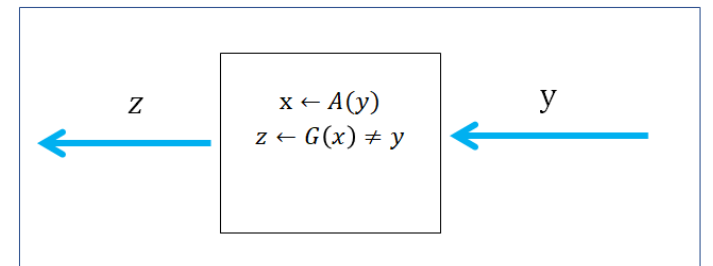 z
x ← A(y)
z ← G(x) ≠ y
y